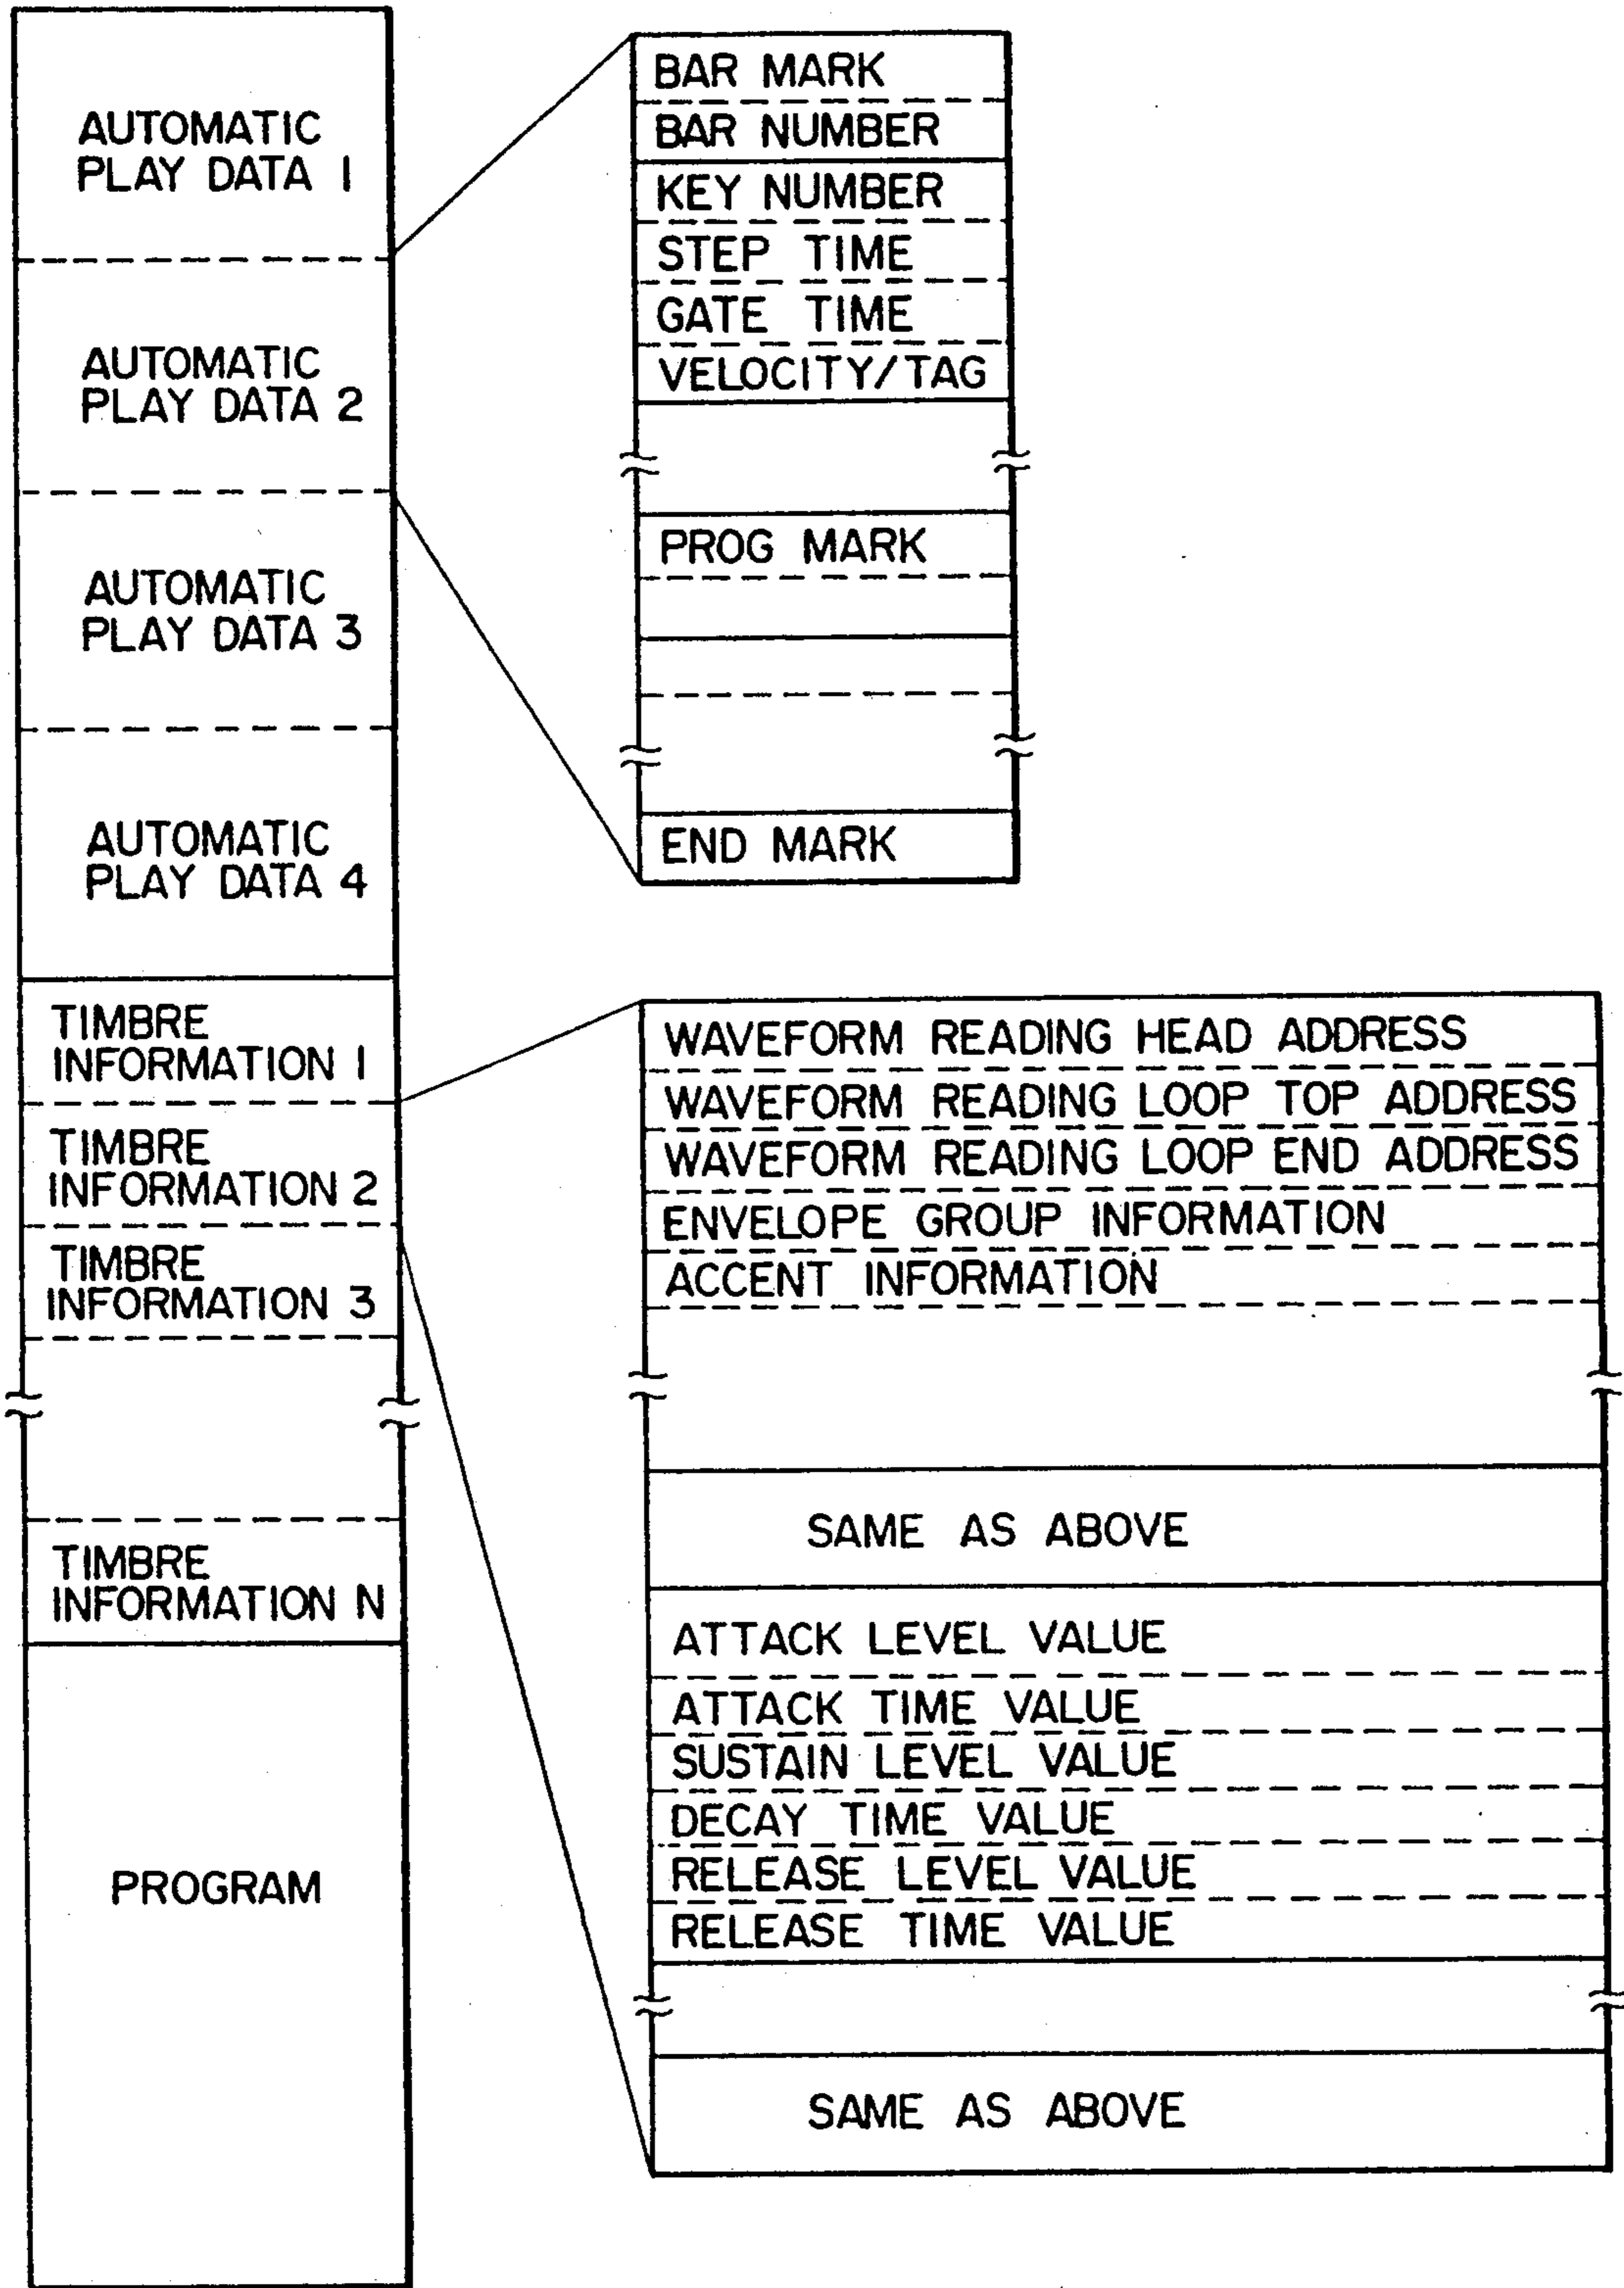 AUTOMATIC
PLAY DATA 1
AUTOMATIC
PLAY DATA 2
AUTOMATIC
PLAY DATA 3
AUTOMATIC
PLAY DATA 4
TIMBRE
INFORMATION 1
TIMBRE
INFORMATION 2
TIMBRE
INFORMATION 3
TIMBRE
INFORMATION N
PROGRAM
BAR MARK
BAR NUMBER
KEY NUMBER
STEP TIME
GATE TIME
VELOCITY/TAG
PROG MARK
END MARK
WAVEFORM READING HEAD ADDRESS
WAVEFORM READING LOOP TOP ADDRESS
WAVEFORM READING LOOP END ADDRESS
ENVELOPE GROUP INFORMATION
ACCENT INFORMATION
SAME AS ABOVE
ATTACK LEVEL VALUE
ATTACK TIME VALUE
SUSTAIN LEVEL VALUE
DECAY TIME VALUE
RELEASE LEVEL VALUE
RELEASE TIME VALUE
SAME AS ABOVE